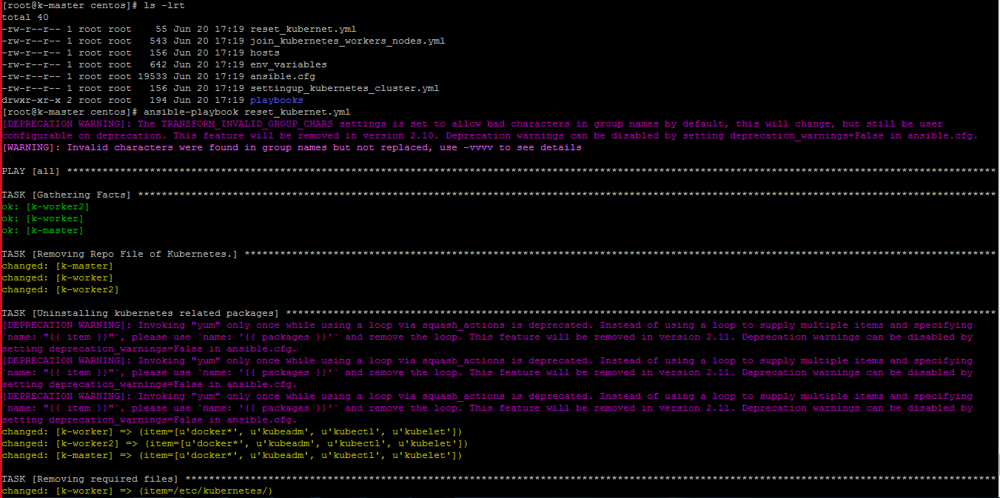 [root@k-master centos]# ls -lrt
total 40
-rw-r--r-- 1 root root    55 Jun 20 17:19 reset_kubernet.yml
-rw-r--r-- 1 root root   543 Jun 20 17:19 join_kubernetes_workers_nodes.yml
-rw-r--r-- 1 root root   156 Jun 20 17:19 hosts
-rw-r--r-- 1 root root   642 Jun 20 17:19 env_variables
-rw-r--r-- 1 root root 19533 Jun 20 17:19 ansible.cfg
-rw-r--r-- 1 root root   156 Jun 20 17:19 settingup_kubernetes_cluster.yml
drwxr-xr-x 2 root root   194 Jun 20 17:19 playbooks
[root@k-master centos]# ansible-playbook reset_kubernet.yml
[DEPRECATION WARNING]: The TRANSFORM_INVALID_GROUP_CHARS settings is set to allow bad characters in group names by default, this will change, but still be user
configurable on deprecation. This feature will be removed in version 2.10. Deprecation warnings can be disabled by setting deprecation_warnings=False in ansible.cfg.
[WARNING]: Invalid characters were found in group names but not replaced, use -vvvv to see details
PLAY [all] *************************************************************************************************************************************************************
TASK [Gathering Facts] *************************************************************************************************************************************************
ok: [k-worker2]
ok: [k-worker]
ok: [k-master]
TASK [Removing Repo File of Kubernetes.] *******************************************************************************************************************************
changed: [k-master]
changed: [k-worker]
changed: [k-worker2]
TASK [Uninstalling kubernetes related packages] ************************************************************************************************************************
[DEPRECATION WARNING]: Invoking "yum" only once while using a loop via squash_actions is deprecated. Instead of using a loop to supply multiple items and specifying
`name: "{{ item }}"`, please use `name: '{{ packages }}'` and remove the loop. This feature will be removed in version 2.11. Deprecation warnings can be disabled by
setting deprecation_warnings=False in ansible.cfg.
[DEPRECATION WARNING]: Invoking "yum" only once while using a loop via squash_actions is deprecated. Instead of using a loop to supply multiple items and specifying
`name: "{{ item }}"`, please use `name: '{{ packages }}'` and remove the loop. This feature will be removed in version 2.11. Deprecation warnings can be disabled by
setting deprecation_warnings=False in ansible.cfg.
[DEPRECATION WARNING]: Invoking "yum" only once while using a loop via squash_actions is deprecated. Instead of using a loop to supply multiple items and specifying
`name: "{{ item }}"`, please use `name: '{{ packages }}'` and remove the loop. This feature will be removed in version 2.11. Deprecation warnings can be disabled by
setting deprecation_warnings=False in ansible.cfg.
changed: [k-worker] => (item=[u'docker*', u'kubeadm', u'kubectl', u'kubelet'])
changed: [k-worker2] => (item=[u'docker*', u'kubeadm', u'kubectl', u'kubelet'])
changed: [k-master] => (item=[u'docker*', u'kubeadm', u'kubectl', u'kubelet'])
TASK [Removing required files] *****************************************************************************************************************************************
changed: [k-worker] => (item=/etc/kubernetes/)